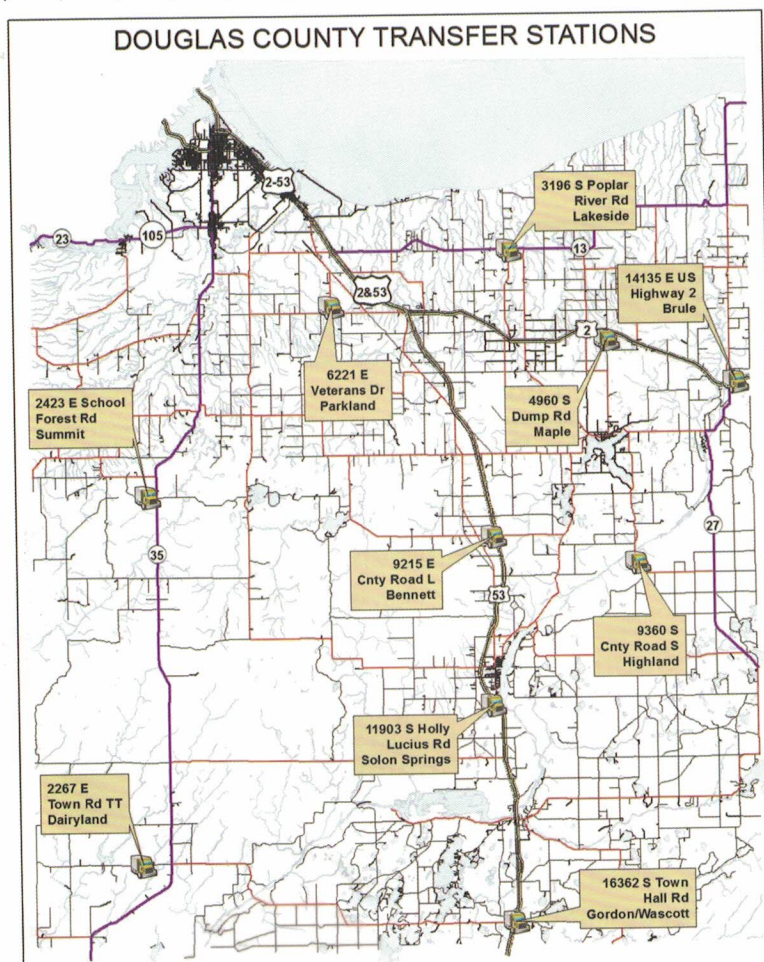 DOUGLAS COUNTY TRANSFER STATIONS
2-53
3196 S Poplar
River Rd
Lakeside
23
105
13
14135 E US
Highway 2
Brule
2&53
2
6221 E
Veterans Dr
Parkland
4960 S
Dump Rd
Maple
2423 E School
Forest Rd
Summit
27
35
9215 E
Cnty Road L
Bennett
53
9360 S
Cnty Road S
Highland
11903 S Holly
Lucius Rd
Solon Springs
2267 E
Town Rd TT
Dairyland
16362 S Town
Hall Rd
Gordon/Wascott